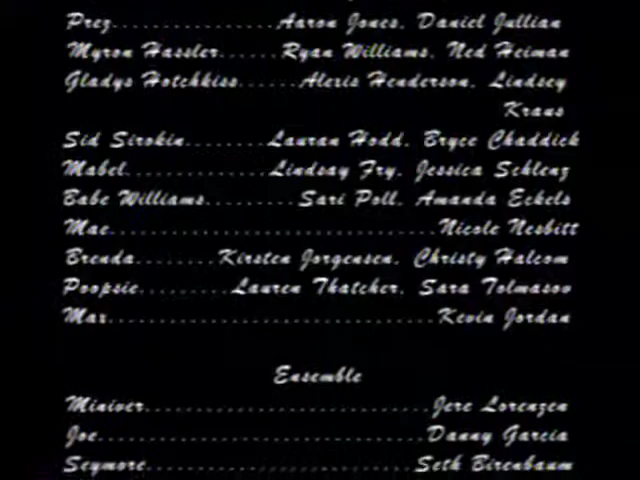 Prez................Aaron Jones, Daniel Jullian
Myron Hassler......Ryan Williams, Ned Heiman
Gladys Hotchkiss......Alexis Henderson, Lindsey
Kraus
Sid Sirokin........Lauran Hodd, Bryce Chaddick
Mabel..............Lindsay Fry, Jessica Schlenz
Babe Williams.........Sari Poll, Amanda Eckels
Mae.................................Nicole Nesbitt
Brenda........Kirsten Jorgensen, Christy Halcom
Poopsie.........Lauren Thatcher, Sara Tolmasov
Max.................................Kevin Jordan
Ensemble
Miniver.............................Jere Lorenzen
Joe.................................Danny Garcia
Seymore...........................Seth Birenbaum